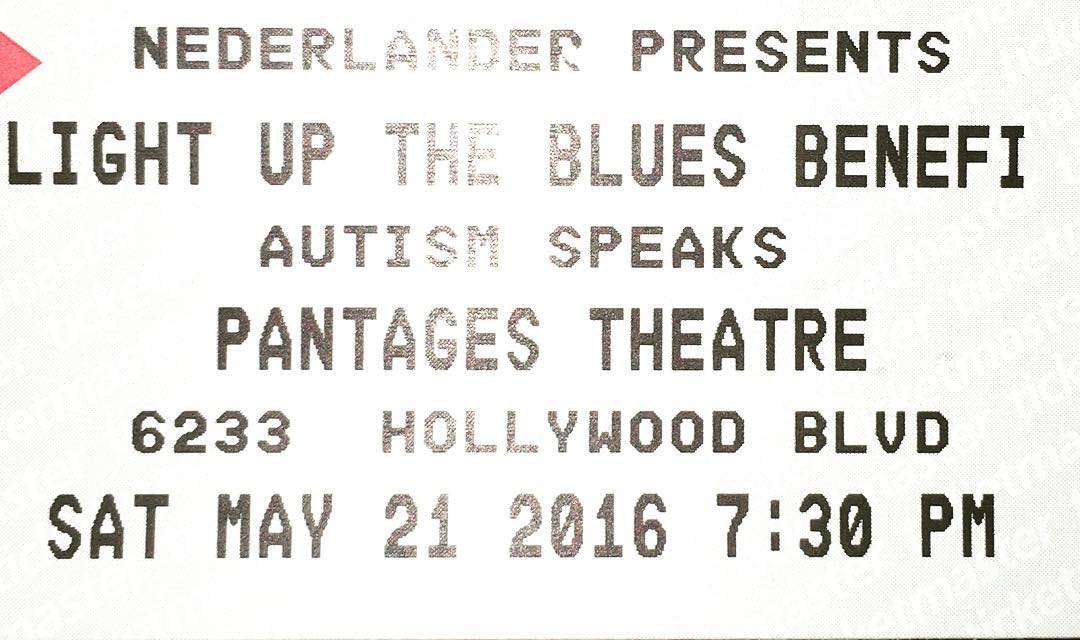 NEDERLANDER PRESENTS
LIGHT UP THE BLUES BENEFI
AUTISM SPEAKS
PANTAGES THEATRE
6233 HOLLYWOOD BLVD
SAT MAY 21 2016 7:30 PM